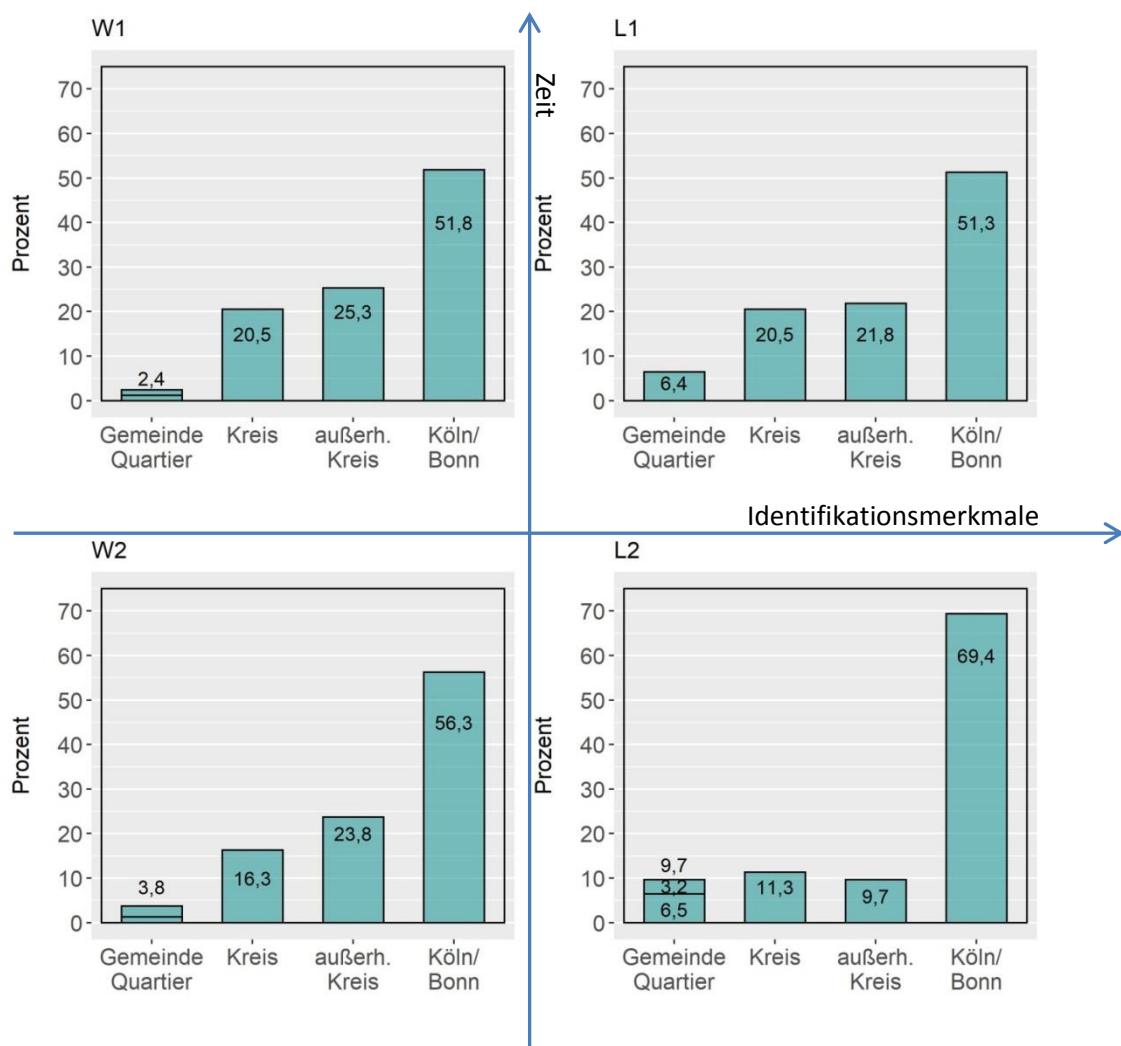 W1
Prozent
70
60
50
40
30
20
10
0
2,4
20,5
25,3
51,8
Gemeinde
Quartier
Kreis
außerh.
Kreis
Köln/
Bonn
Zeit
L1
Prozent
70
60
50
40
30
20
10
0
6,4
20,5
21,8
51,3
Gemeinde
Quartier
Kreis
außerh.
Kreis
Köln/
Bonn
Identifikationsmerkmale
W2
Prozent
70
60
50
40
30
20
10
0
3,8
16,3
23,8
56,3
Gemeinde
Quartier
Kreis
außerh.
Kreis
Köln/
Bonn
L2
Prozent
70
60
50
40
30
20
10
0
9,7
3,2
6,5
11,3
9,7
69,4
Gemeinde
Quartier
Kreis
außerh.
Kreis
Köln/
Bonn